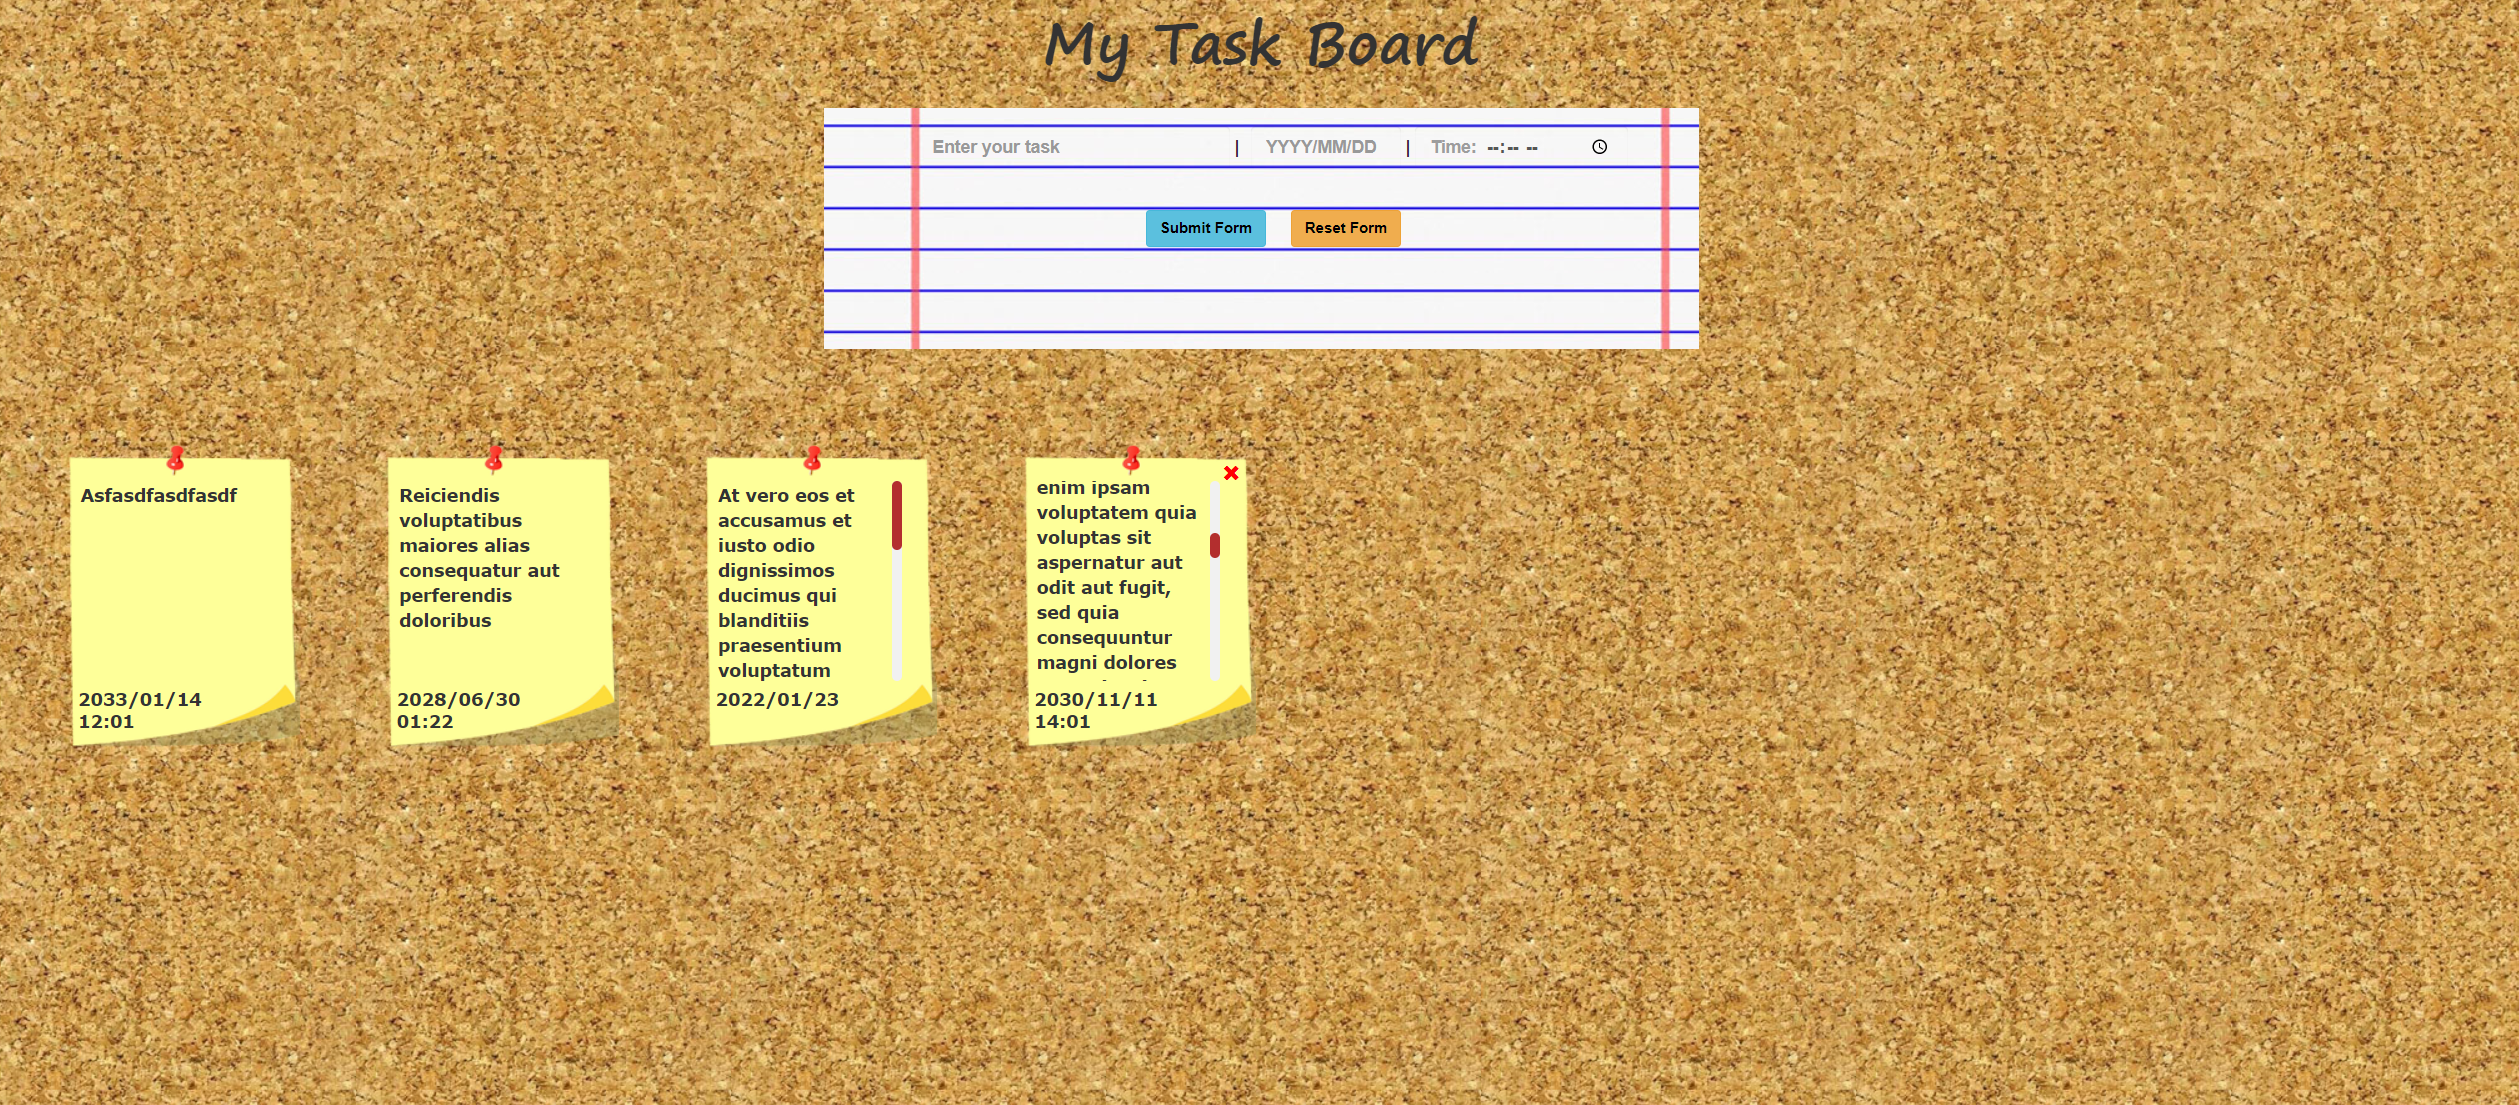 My Task Board
Enter your task | YYYY/MM/DD | Time: --:-- --
Submit Form Reset Form
Asfasdfasdfasdf
2033/01/14
12:01
Reiciendis
voluptatibus
maiores alias
consequatur aut
perferendis
doloribus
2028/06/30
01:22
At vero eos et
accusamus et
iusto odio
dignissimos
ducimus qui
blanditiis
praesentium
voluptatum
2022/01/23
enim ipsam
voluptatem quia
voluptas sit
aspernatur aut
odit aut fugit,
sed quia
consequuntur
magni dolores
2030/11/11
14:01